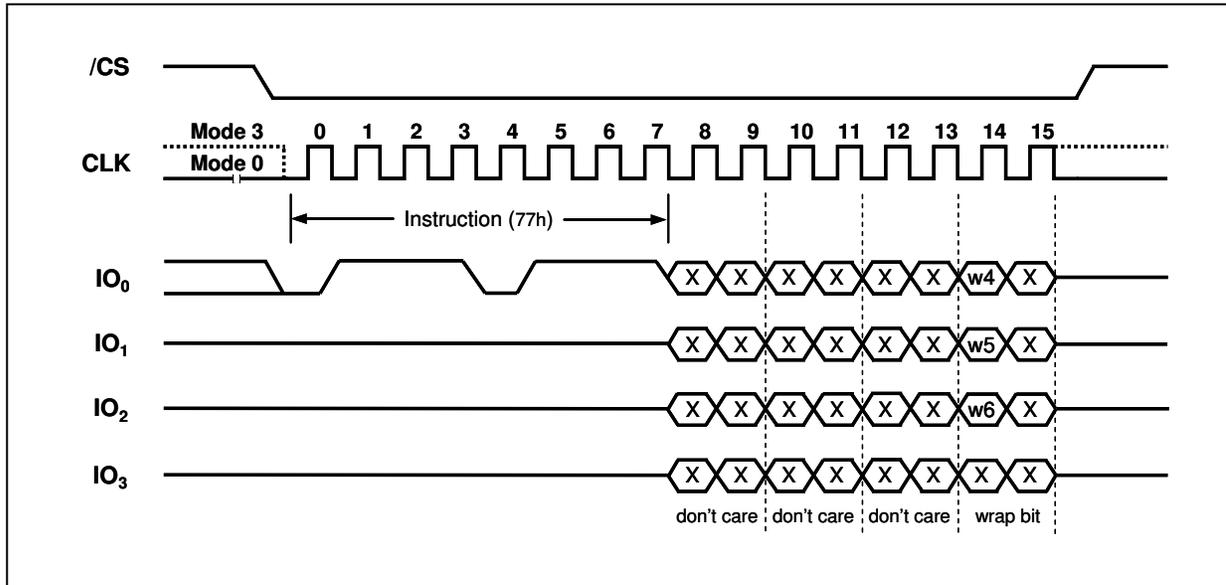 /CS
Mode 3 0 1 2 3 4 5 6 7 8 9 10 11 12 13 14 15
CLK Mode 0
Instruction (77h)
IO₀ X X X X X X w4 X
IO₁ X X X X X X w5 X
IO₂ X X X X X X w6 X
IO₃ X X X X X X X X
don't care don't care don't care wrap bit